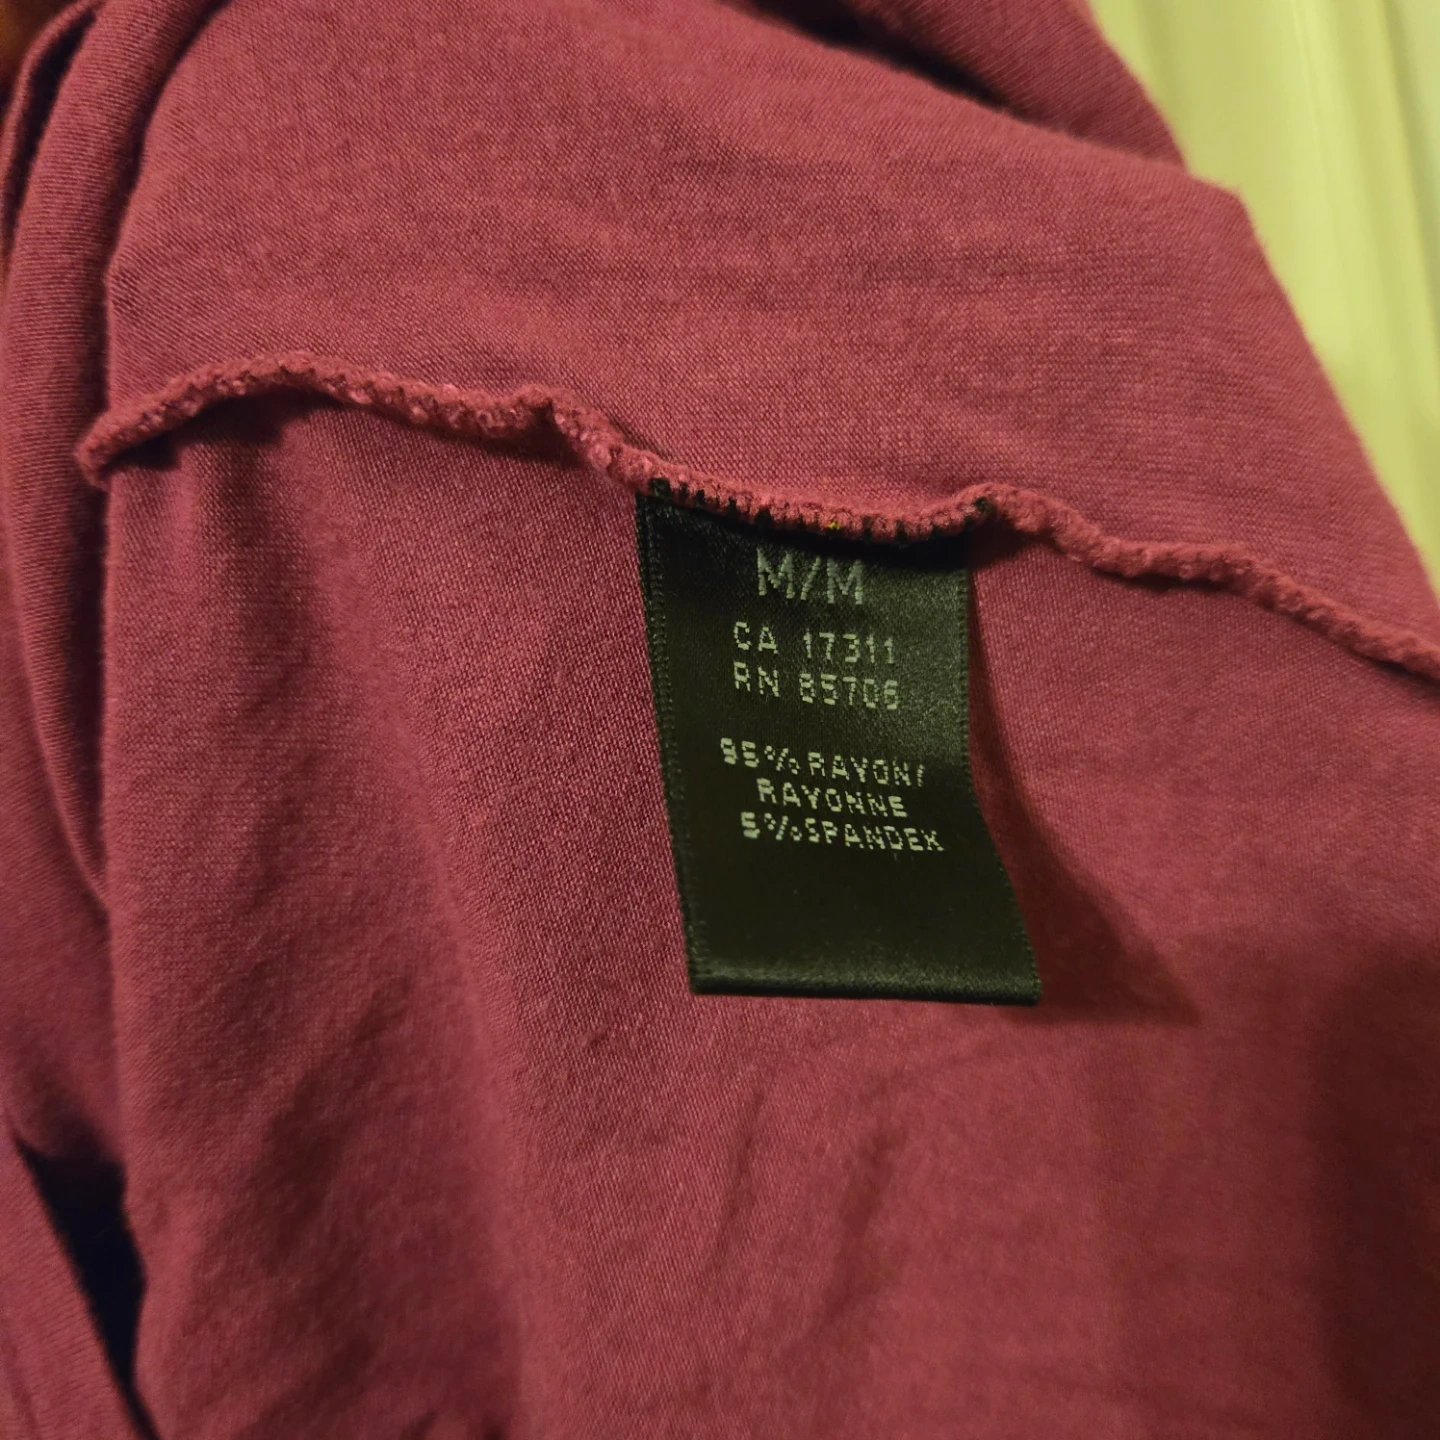 M/M
CA 17311
RN 85706
95% RAYON/
RAYONNE
5% SPANDEX